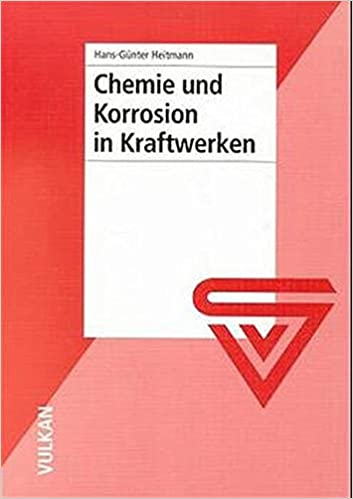 Hans-Günter Heitmann
Chemie und
Korrosion
in Kraftwerken
VULKAN